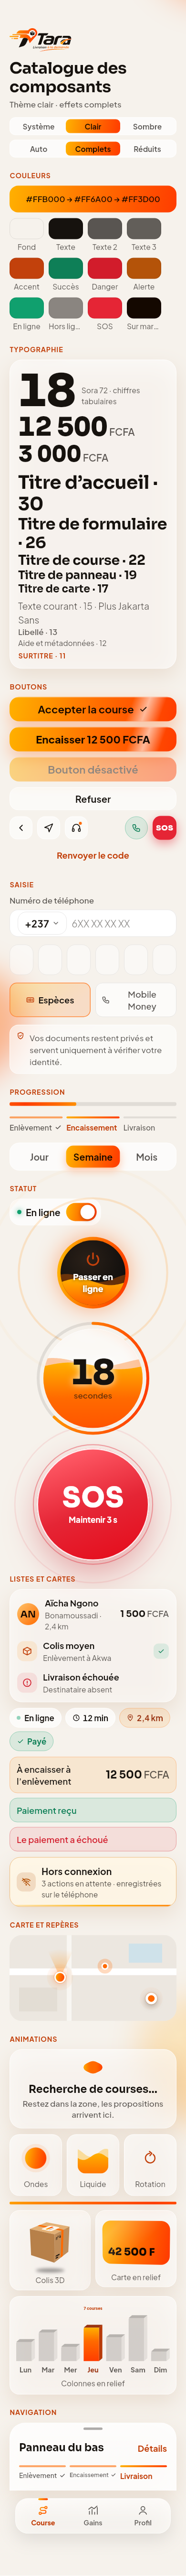 Tara
Catalogue des
composants
Thème clair · effets complets
Système Clair Sombre
Auto Complets Réduits
COULEURS
#FFB000 → #FF6A00 → #FF3D00
Fond Texte Texte 2 Texte 3
Accent Succès Danger Alerte
En ligne Hors lig… SOS Sur mar…
TYPOGRAPHIE
18 Sora 72 · chiffres
tabulaires
12 500 FCFA
3 000 FCFA
Titre d’accueil ·
30
Titre de formulaire
· 26
Titre de course · 22
Titre de panneau · 19
Titre de carte · 17
Texte courant · 15 · Plus Jakarta
Sans
Libellé · 13
Aide et métadonnées · 12
SURTITRE · 11
BOUTONS
Accepter la course
Encaisser 12 500 FCFA
Bouton désactivé
Refuser
SOS
Renvoyer le code
SAISIE
Numéro de téléphone
+237 6XX XX XX XX
Espèces
Mobile
Money
Vos documents restent privés et
servent uniquement à vérifier votre
identité.
PROGRESSION
Enlèvement Encaissement Livraison
Jour Semaine Mois
STATUT
En ligne
Passer en
ligne
18
secondes
SOS
Maintenir 3 s
LISTES ET CARTES
AN
Aïcha Ngono
Bonamoussadi ·
2,4 km
1 500 FCFA
Colis moyen
Enlèvement à Akwa
Livraison échouée
Destinataire absent
En ligne 12 min 2,4 km
Payé
À encaisser à
l’enlèvement
12 500 FCFA
Paiement reçu
Le paiement a échoué
Hors connexion
3 actions en attente · enregistrées
sur le téléphone
CARTE ET REPÈRES
ANIMATIONS
Recherche de courses…
Restez dans la zone, les propositions
arrivent ici.
Ondes Liquide Rotation
42 500 F
Colis 3D Carte en relief
7 courses
Lun Mar Mer Jeu Ven Sam Dim
Colonnes en relief
NAVIGATION
Panneau du bas Détails
Enlèvement Encaissement Livraison
Course Gains Profil